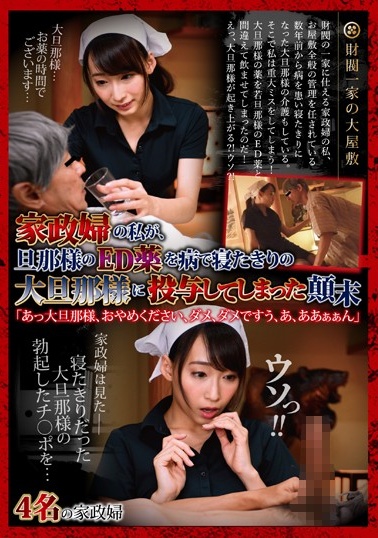 財閥一家の大屋敷
財閥の一家に仕える家政婦の私、
お屋敷全般の管理を任されている
数年前から病を患い寝たきりに
なった大旦那様の介護もしている。
そこで私は重大ミスをしてしまう!
大旦那様の薬を若旦那様のED薬と
間違えて飲ませてしまったのだ!
えっ、大旦那様が起き上がる?!ウソ?!
大旦那様…
お薬の時間で
ございます…
家政婦の私が、
旦那様のED薬を病で寝たきりの
大旦那様に投与してしまった顛末
「あっ大旦那様、おやめください、ダメ、ダメですぅ、あ、ああぁぁん」
家政婦は見た――
寝たきりだった
大旦那様の
勃起したチ○ポを…
ウソっ!!
4名の家政婦